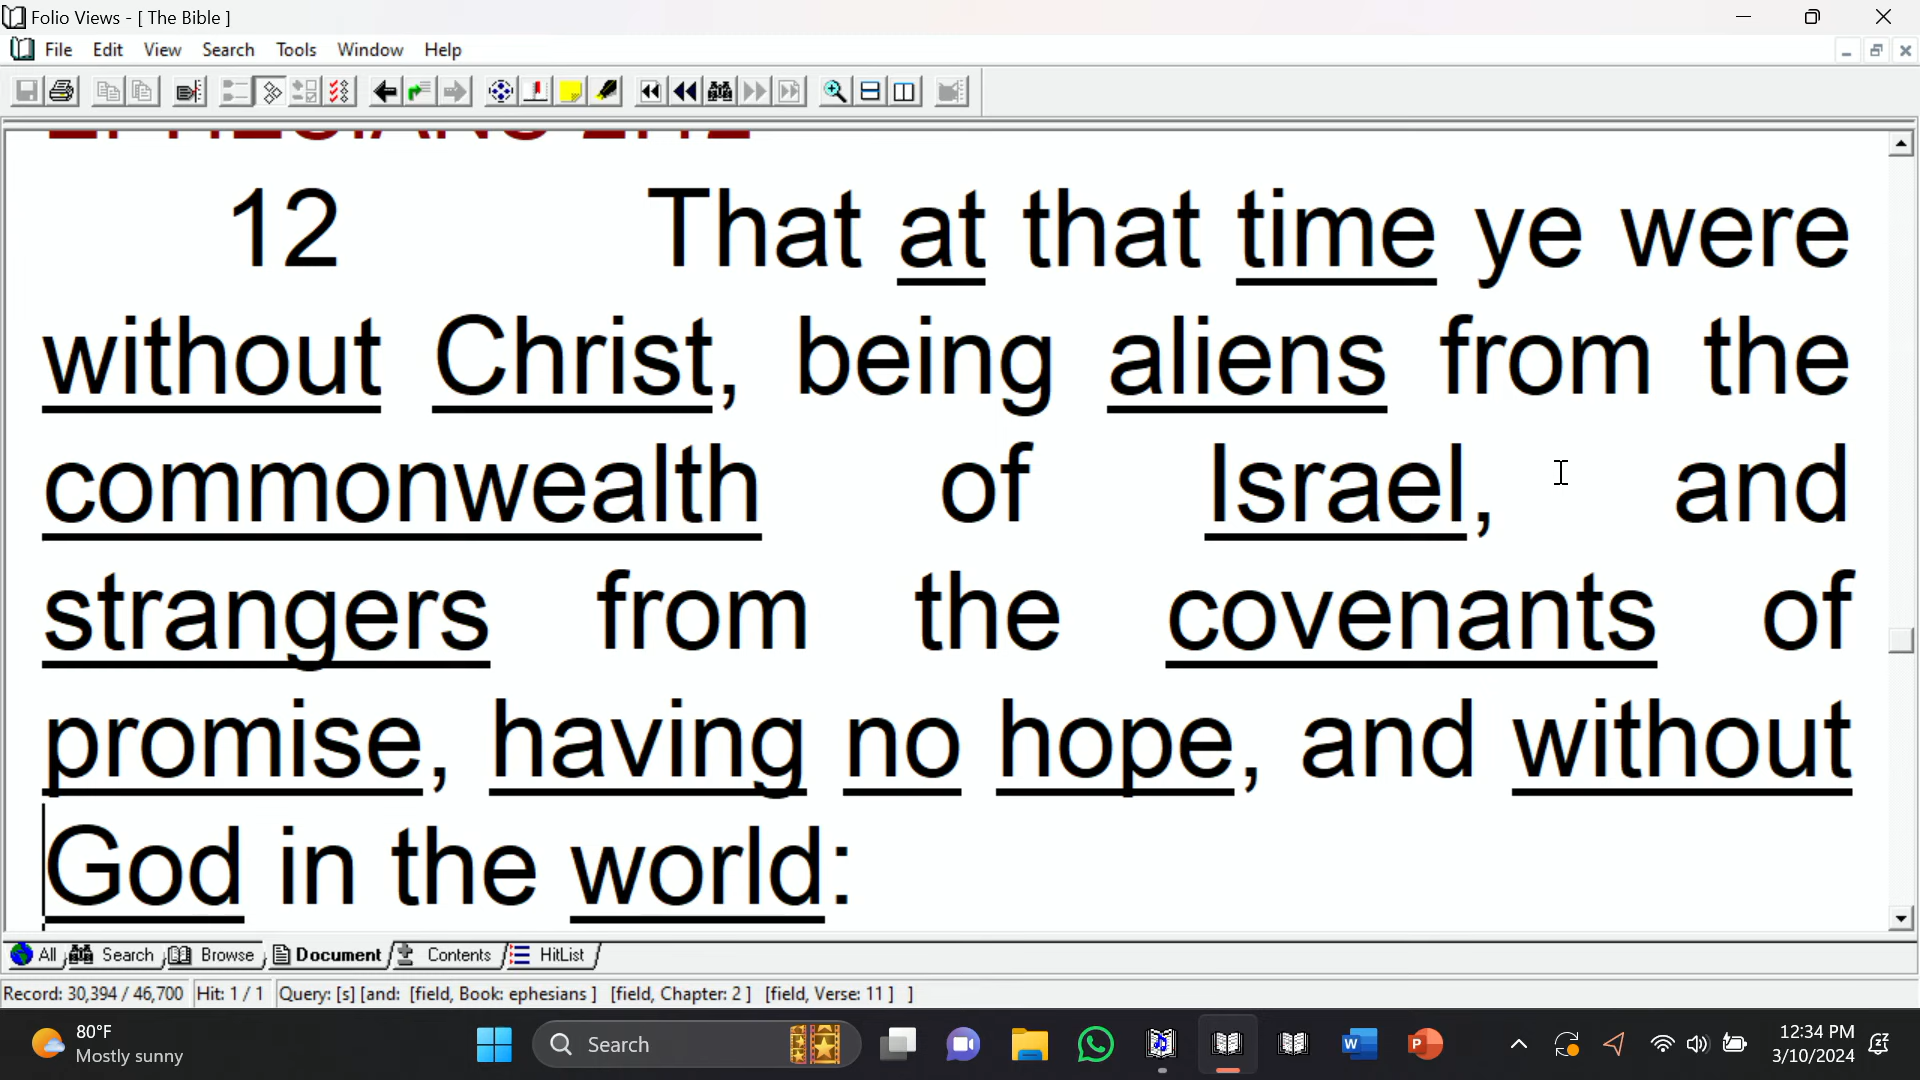 Folio Views - [ The Bible ]
File Edit View Search Tools Window Help
EPHESIANS 2:12
12 That at that time ye were
without Christ, being aliens from the
commonwealth of Israel, and
strangers from the covenants of
promise, having no hope, and without
God in the world:
All Search Browse Document Contents HitList
Record: 30,394 / 46,700 Hit: 1 / 1 Query: [s] [and: [field, Book: ephesians ] [field, Chapter: 2 ] [field, Verse: 11 ] ]
80°F
Mostly sunny
Search
12:34 PM
3/10/2024